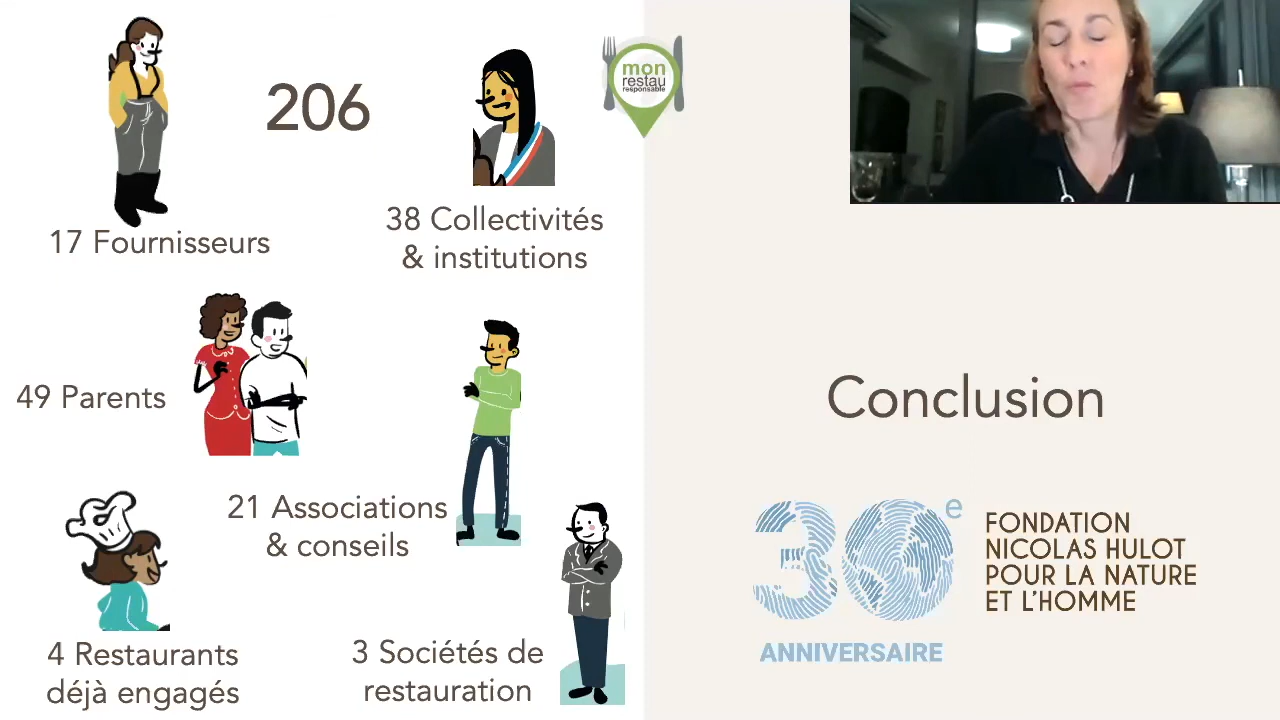 206
mon
restau
responsable
17 Fournisseurs
38 Collectivités
& institutions
49 Parents
21 Associations
& conseils
4 Restaurants
déjà engagés
3 Sociétés de
restauration
Conclusion
30e
ANNIVERSAIRE
FONDATION
NICOLAS HULOT
POUR LA NATURE
ET L'HOMME